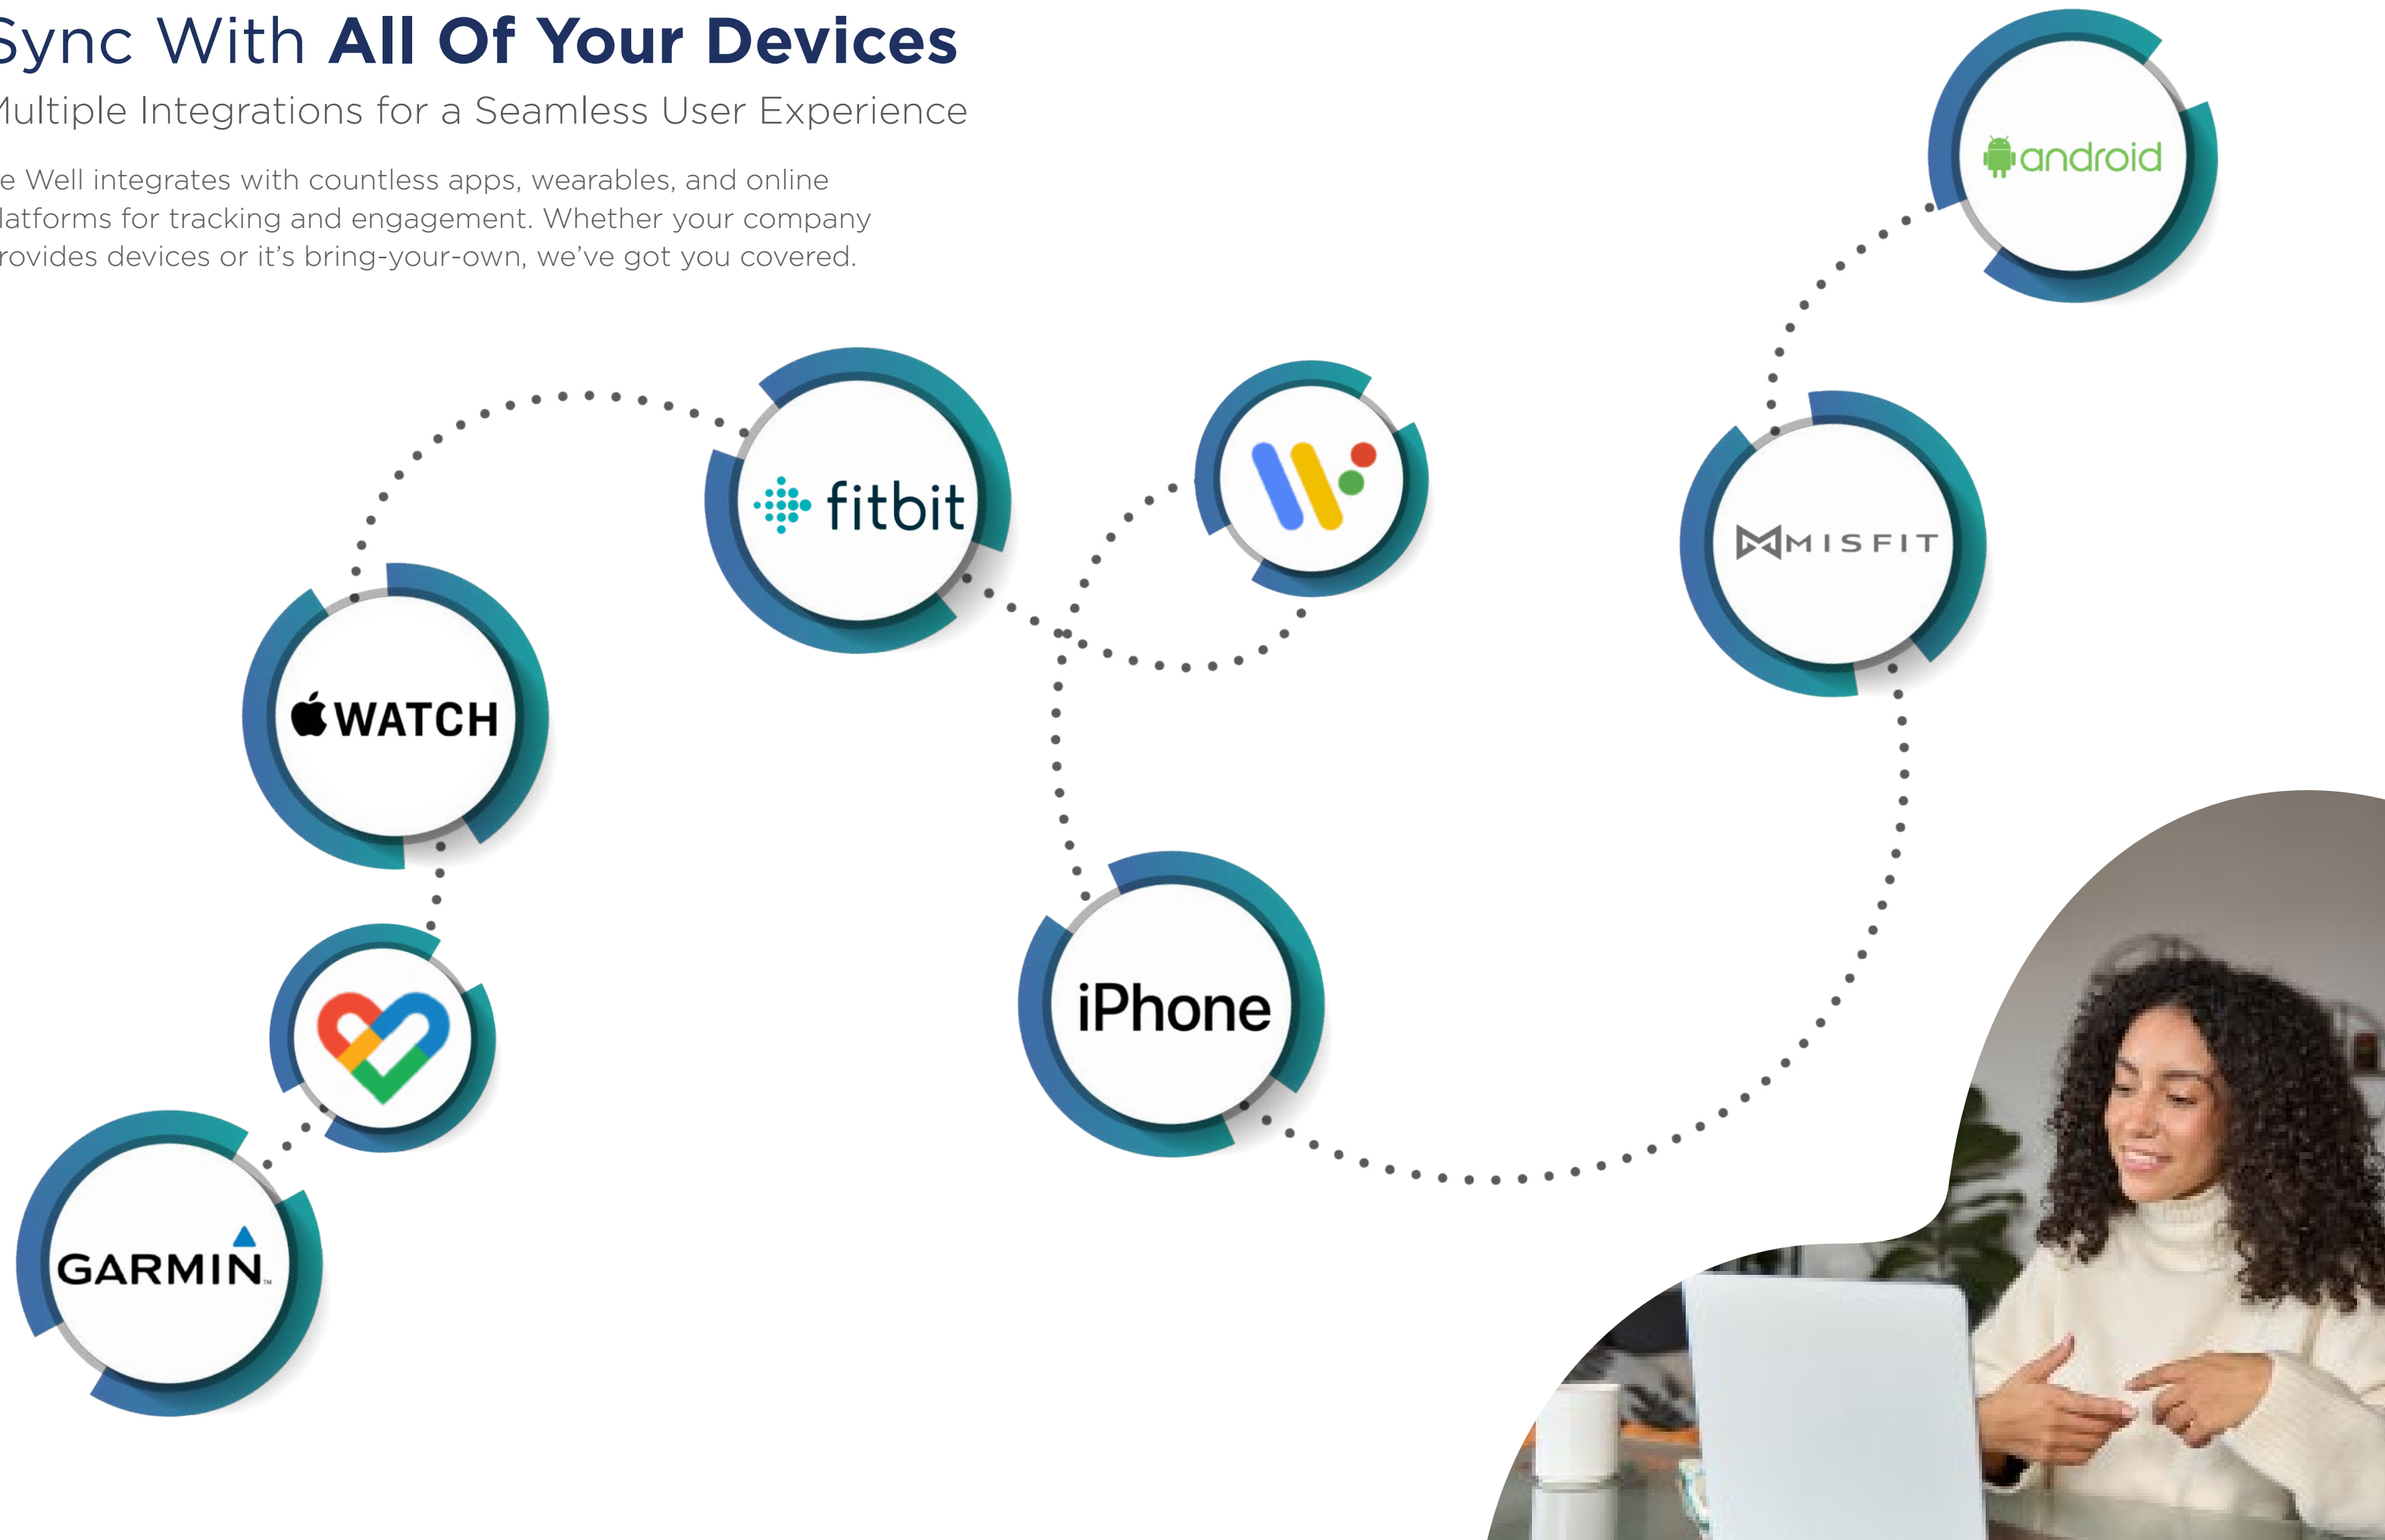 Sync With All Of Your Devices
Multiple Integrations for a Seamless User Experience
e Well integrates with countless apps, wearables, and online
latforms for tracking and engagement. Whether your company
rovides devices or it's bring-your-own, we've got you covered.
android
fitbit
MISFIT
WATCH
iPhone
GARMIN™